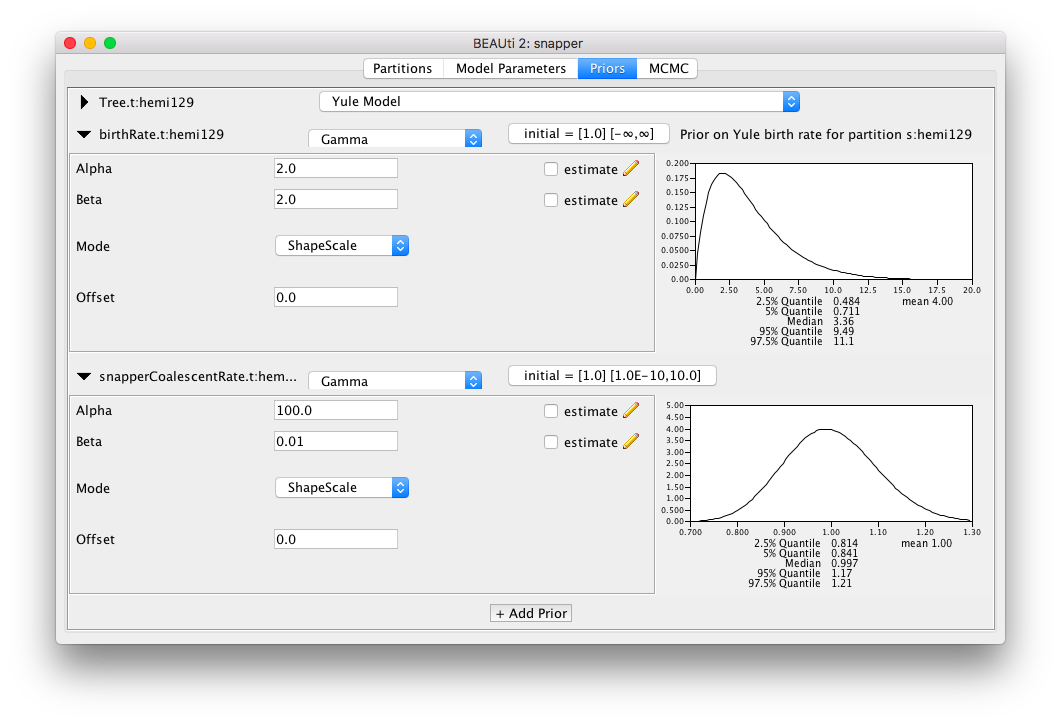 BEAUti 2: snapper
Partitions Model Parameters Priors MCMC
Tree.t:hemi129 Yule Model
birthRate.t:hemi129 Gamma initial = [1.0] [-∞,∞] Prior on Yule birth rate for partition s:hemi129
Alpha 2.0 estimate
Beta 2.0 estimate
Mode ShapeScale
Offset 0.0
0.200
0.175
0.150
0.125
0.100
0.0750
0.0500
0.0250
0.00
0.00 2.50 5.00 7.50 10.0 12.5 15.0 17.5 20.0
2.5% Quantile 0.484 mean 4.00
5% Quantile 0.711
Median 3.36
95% Quantile 9.49
97.5% Quantile 11.1
snapperCoalescentRate.t:hem... Gamma initial = [1.0] [1.0E-10,10.0]
Alpha 100.0 estimate
Beta 0.01 estimate
Mode ShapeScale
Offset 0.0
5.00
4.50
4.00
3.50
3.00
2.50
2.00
1.50
1.00
0.500
0.00
0.700 0.800 0.900 1.00 1.10 1.20 1.30
2.5% Quantile 0.814 mean 1.00
5% Quantile 0.841
Median 0.997
95% Quantile 1.17
97.5% Quantile 1.21
+ Add Prior